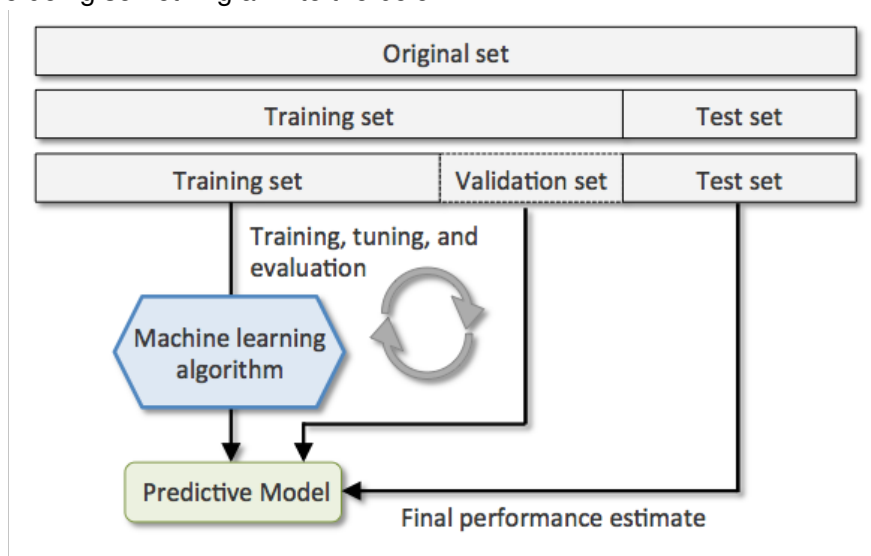 Original set
Training set
Test set
Training set
Validation set
Test set
Training, tuning, and
evaluation
Machine learning
algorithm
Predictive Model
Final performance estimate